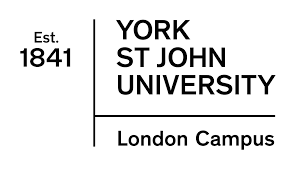 Est.
1841
YORK
ST JOHN
UNIVERSITY
London Campus